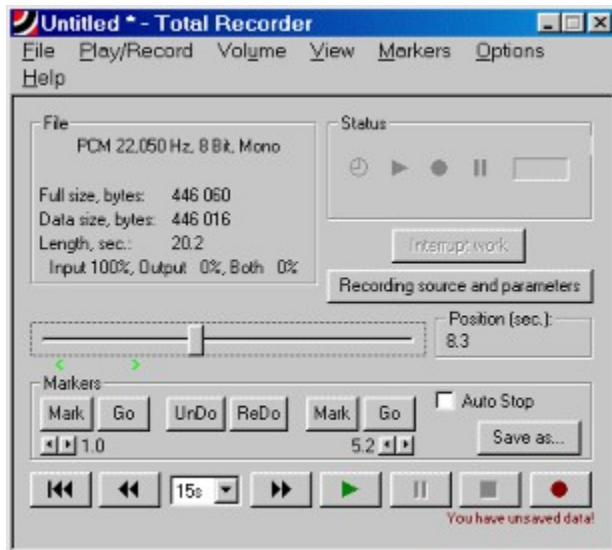 Untitled * - Total Recorder
File Play/Record Volume View Markers Options
Help
File
PCM 22,050 Hz, 8 Bit, Mono
Full size, bytes: 446 060
Data size, bytes: 446 016
Length, sec.: 20.2
Input 100%, Output 0%, Both 0%
Status
Interrupt work
Recording source and parameters
Position (sec.):
8.3
Markers
Mark Go UnDo ReDo Mark Go Auto Stop
1.0 5.2 Save as...
15s
You have unsaved data!